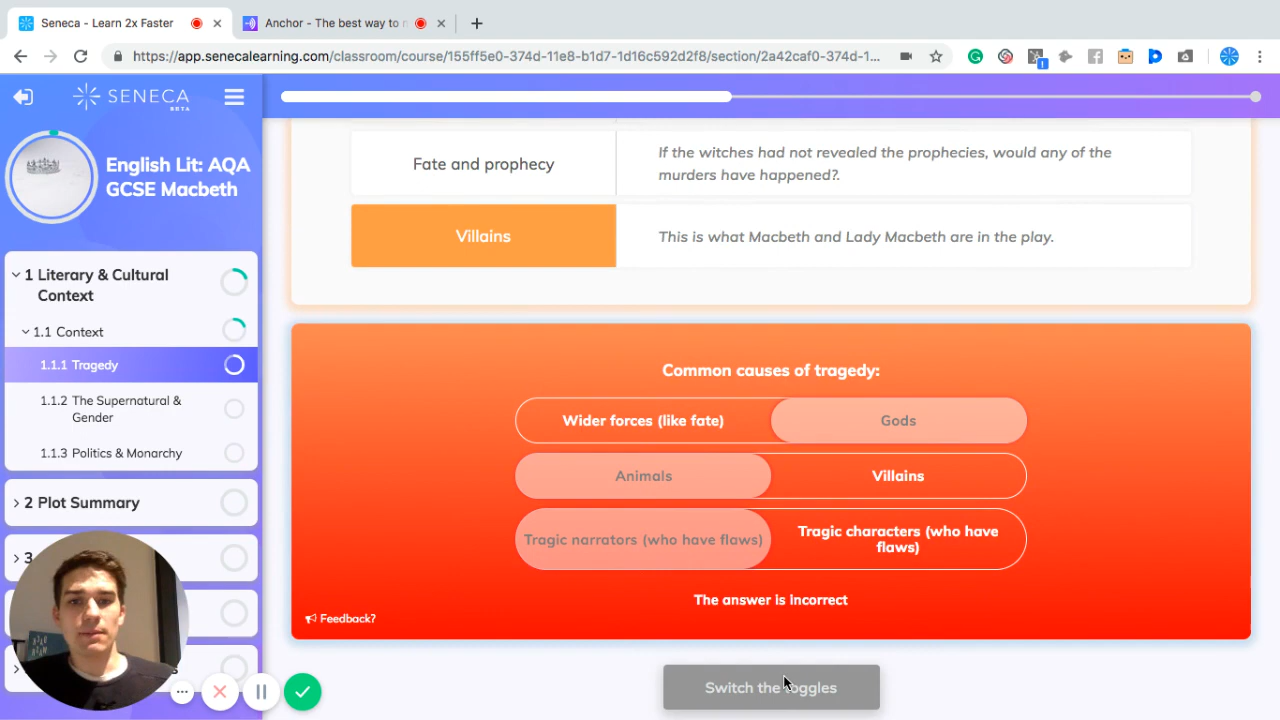 Seneca - Learn 2x Faster
Anchor - The best way to
https://app.senecalearning.com/classroom/course/155ff5e0-374d-11e8-b1d7-1d16c592d2f8/section/2a42caf0-374d-1...
1
SENECA
BETA
English Lit: AQA
GCSE Macbeth
1 Literary & Cultural
Context
1.1 Context
1.1.1 Tragedy
1.1.2 The Supernatural &
Gender
1.1.3 Politics & Monarchy
2 Plot Summary
3
Fate and prophecy
If the witches had not revealed the prophecies, would any of the
murders have happened?.
Villains
This is what Macbeth and Lady Macbeth are in the play.
Common causes of tragedy:
Wider forces (like fate)
Gods
Animals
Villains
Tragic narrators (who have flaws)
Tragic characters (who have
flaws)
The answer is incorrect
Feedback?
Switch the toggles